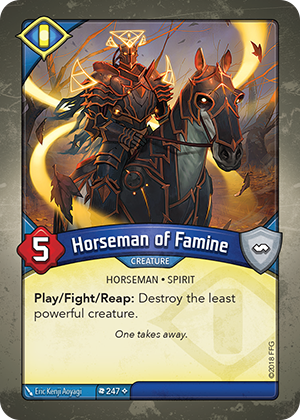 Horseman of Famine
5
CREATURE
HORSEMAN • SPIRIT
Play/Fight/Reap: Destroy the least
powerful creature.
One takes away.
Eric Kenji Aoyagi
247
©2018 FFG